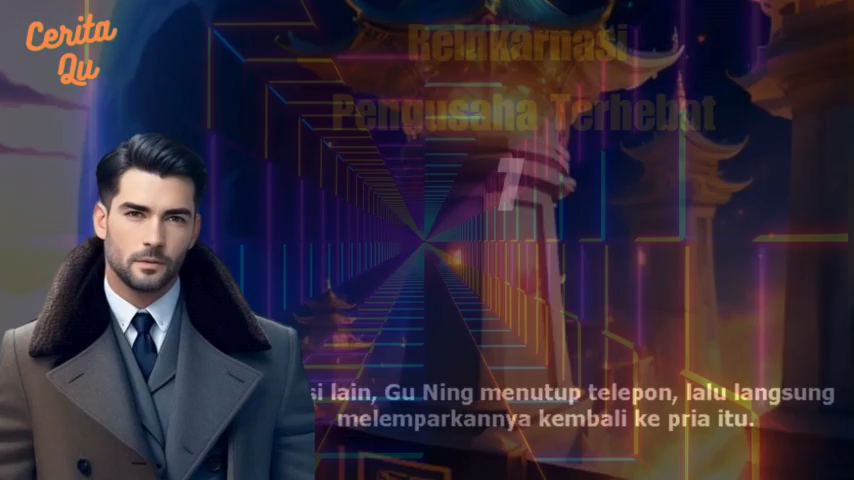 Cerita
Qu
Reinkarnasi
Pengusaha Terhebat
7
si lain, Gu Ning menutup telepon, lalu langsung
melemparkannya kembali ke pria itu.